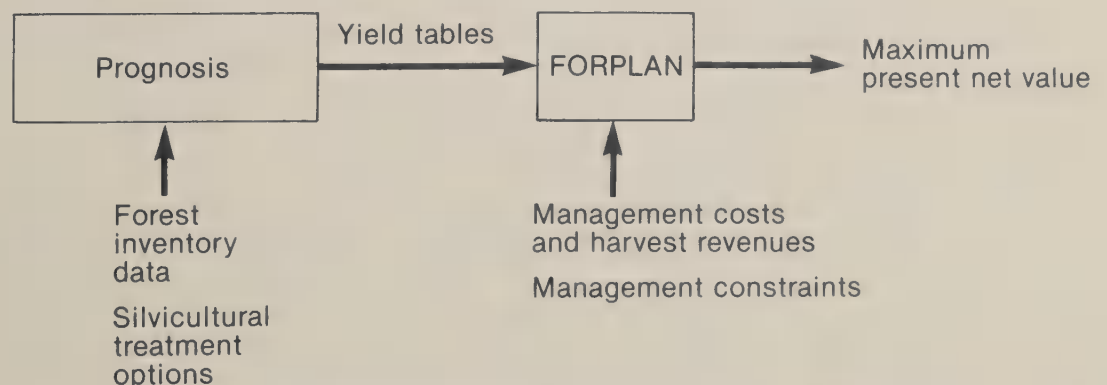 Prognosis
Yield tables
FORPLAN
Maximum
present net value
Forest
inventory
data
Silvicultural
treatment
options
Management costs
and harvest revenues
Management constraints